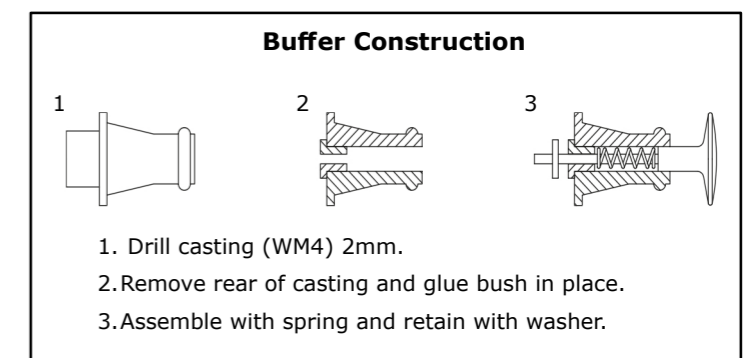 Buffer Construction
1 2 3
1. Drill casting (WM4) 2mm.
2.Remove rear of casting and glue bush in place.
3.Assemble with spring and retain with washer.